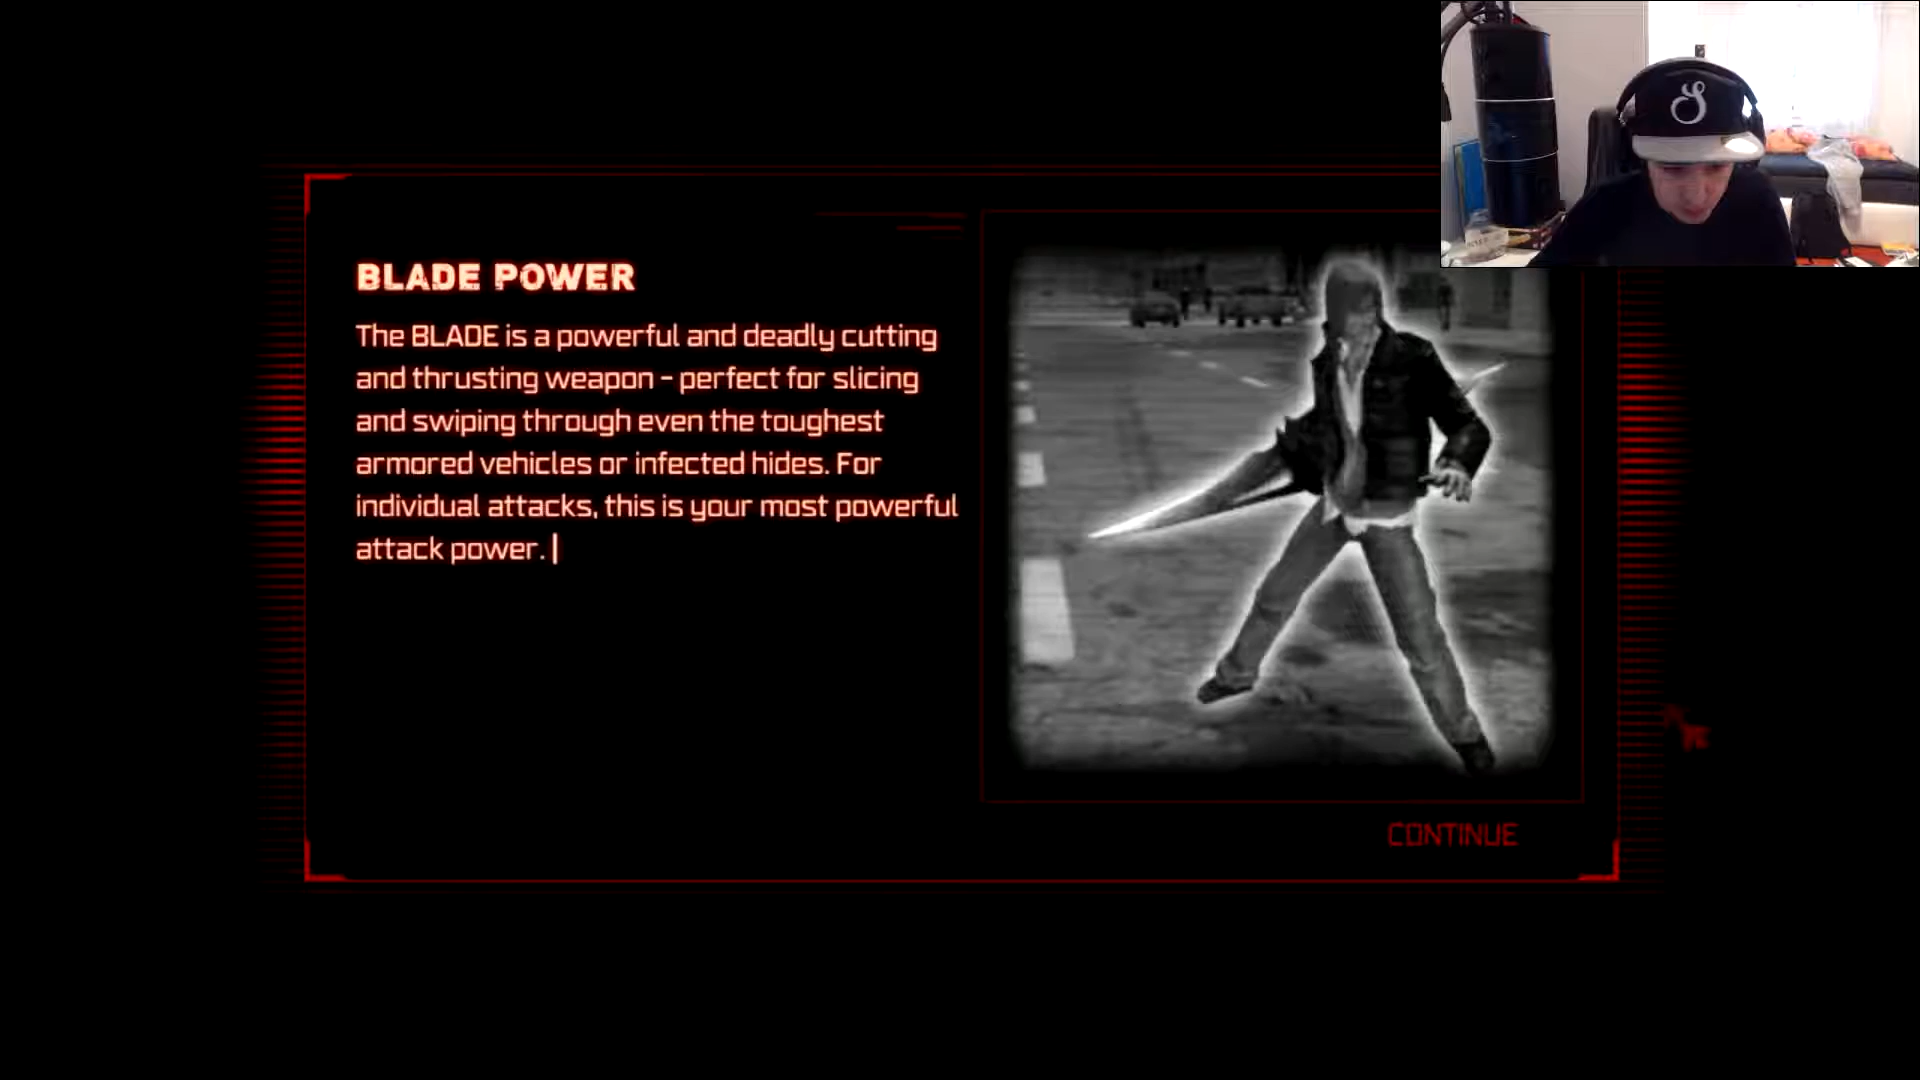 BLADE POWER
The BLADE is a powerful and deadly cutting
and thrusting weapon - perfect for slicing
and swiping through even the toughest
armored vehicles or infected hides. For
individual attacks, this is your most powerful
attack power.
CONTINUE